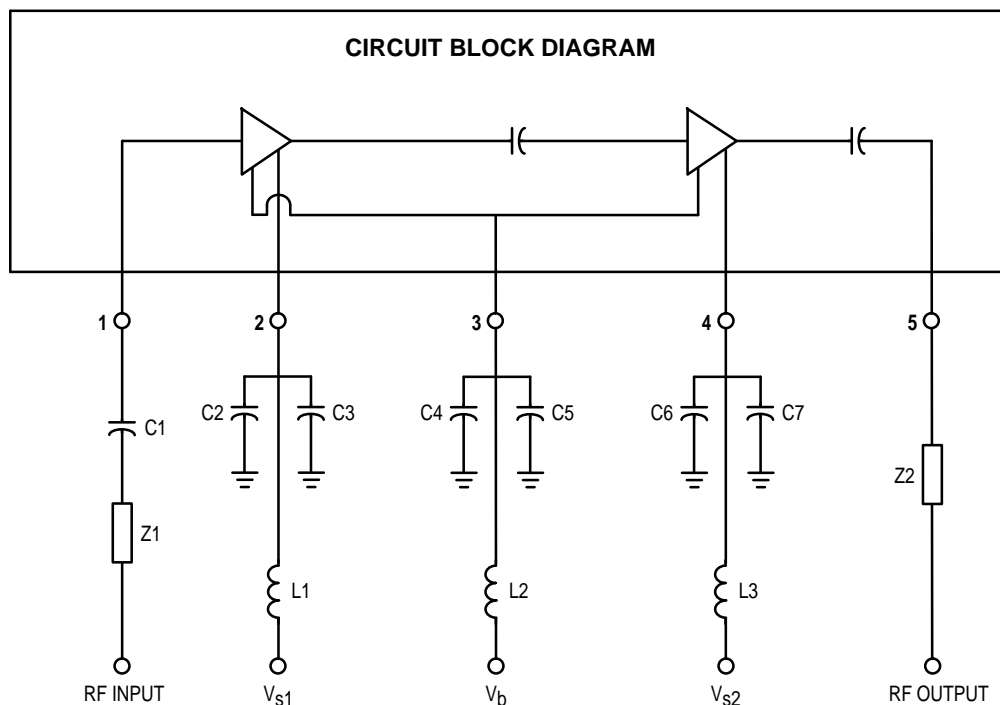 CIRCUIT BLOCK DIAGRAM
1 2 3 4 5
C2 C3 C4 C5 C6 C7
C1
Z2
Z1
L1 L2 L3
RF INPUT Vs1 Vb Vs2 RF OUTPUT